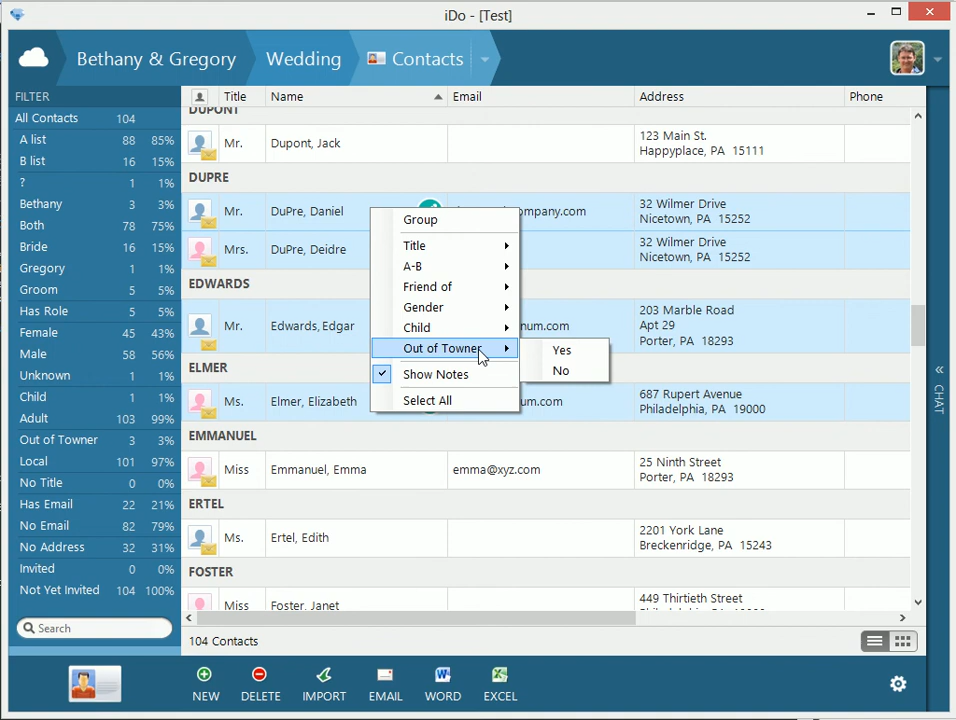 iDo - [Test]
Bethany & Gregory
Wedding
Contacts
FILTER
All Contacts 104
A list 88 85%
B list 16 15%
? 1 1%
Bethany 3 3%
Both 78 75%
Bride 16 15%
Gregory 1 1%
Groom 5 5%
Has Role 5 5%
Female 45 43%
Male 58 56%
Unknown 1 1%
Child 1 1%
Adult 103 99%
Out of Towner 3 3%
Local 101 97%
No Title 0 0%
Has Email 22 21%
No Email 82 79%
No Address 32 31%
Invited 0 0%
Not Yet Invited 104 100%
Search
Title Name Email Address Phone
DUPONT
Mr. Dupont, Jack
123 Main St.
Happyplace, PA 15111
DUPRE
Mr. DuPre, Daniel company.com
32 Wilmer Drive
Nicetown, PA 15252
Mrs. DuPre, Deidre
32 Wilmer Drive
Nicetown, PA 15252
EDWARDS
Mr. Edwards, Edgar num.com
203 Marble Road
Apt 29
Porter, PA 18293
ELMER
Ms. Elmer, Elizabeth um.com
687 Rupert Avenue
Philadelphia, PA 19000
EMMANUEL
Miss Emmanuel, Emma emma@xyz.com
25 Ninth Street
Porter, PA 18293
ERTEL
Ms. Ertel, Edith
2201 York Lane
Breckenridge, PA 15243
FOSTER
Miss Foster, Janet
449 Thirtieth Street
Group
Title
A-B
Friend of
Gender
Child
Out of Towner
Show Notes
Select All
Yes
No
104 Contacts
« CHAT
NEW
DELETE
IMPORT
EMAIL
WORD
EXCEL